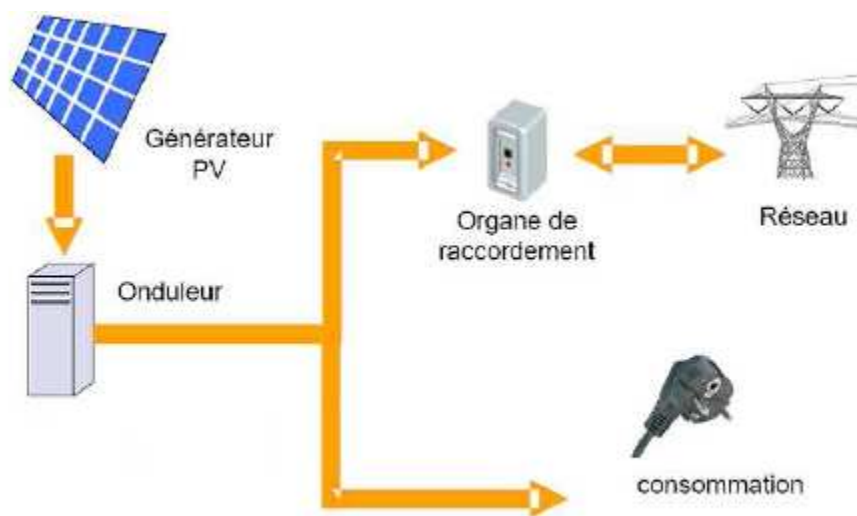 Générateur
PV
Onduleur
Organe de
raccordement
Réseau
consommation